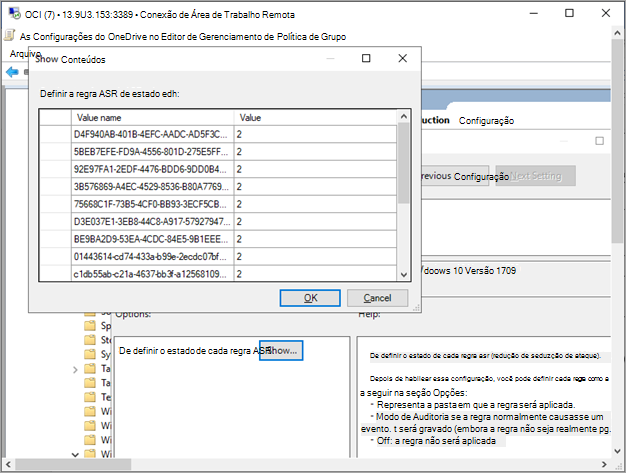 OCI (7) • 13.9U3.153:3389 • Conexão de Área de Trabalho Remota
As Configurações do OneDrive no Editor de Gerenciamento de Política de Grupo
Arquivo
Show Conteúdos
Definir a regra ASR de estado edh:
Value name Value
D4F940AB-401B-4EFC-AADC-AD5F3C... 2
5BEB7EFE-FD9A-4556-801D-275E5FF... 2
92E97FA1-2EDF-4476-BDD6-9DD0B4... 2
3B576869-A4EC-4529-8536-B80A7769... 2
75668C1F-73B5-4CF0-BB93-3ECF5CB... 2
D3E037E1-3EB8-44C8-A917-57927947... 2
BE9BA2D9-53EA-4CDC-84E5-9B1EEE... 2
01443614-cd74-433a-b99e-2ecdc07bf... 2
c1db55ab-c21a-4637-bb3f-a12568109... 2
OK Cancel
uction Configuração
revious Configuração Next Setting
doows 10 Versão 1709
Options: Help:
De definir o estado de cada regra ASR Show...
De definir o estado de cada regra asr (redução de seduzção de ataque).
Depois de habilear esse configuração, você pode definir cada rega como e
a seguir na seção Opções:
- Representa a pasta em que a regra será aplicada.
- Modo de Auditoria se a regra normalmente causasse um
evento. t será gravado (embora a regra não seja realmente pg.
- Off: a regra não será aplicada
Sp
Ste
Sy
Ta
Ta
Te
Wi
Wi
Wi
Wi